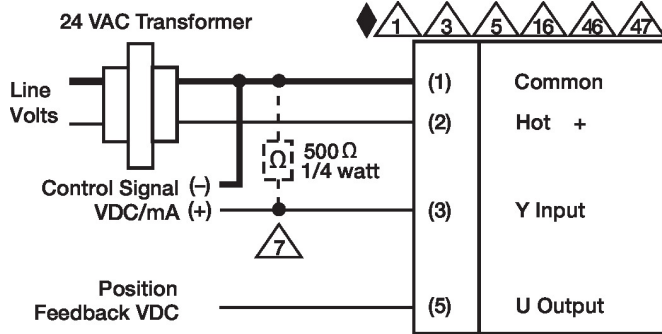 24 VAC Transformer
1 3 5 16 46 47
Line
Volts
(1) Common
(2) Hot +
Ω 500 Ω
1/4 watt
Control Signal (–)
VDC/mA (+)
(3) Y Input
7
Position
Feedback VDC
(5) U Output